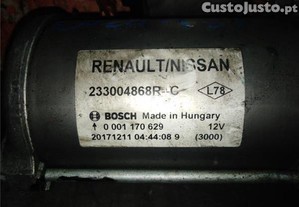 CustoJusto.pt
RENAULT/NISSAN
233004868R-C L78
BOSCH Made in Hungary
0 001 170 629 12V
20171211 04:44:08 9 (3000)